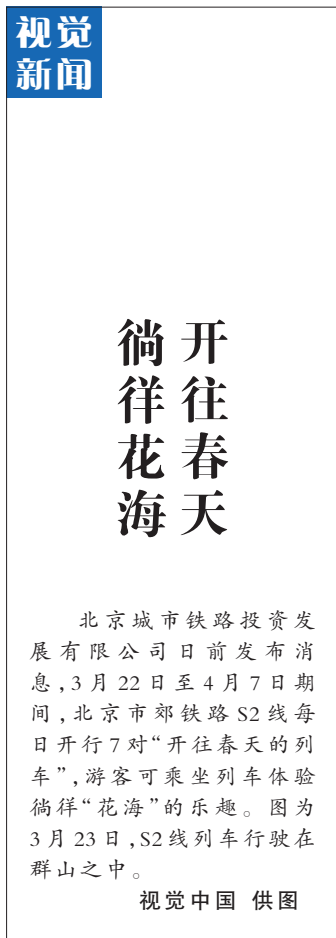 视觉
新闻
开往春天
徜徉花海
北京城市铁路投资发
展有限公司日前发布消
息,3月22日至4月7日期
间,北京市郊铁路S2线每
日开行7对“开往春天的列
车”,游客可乘坐列车体验
徜徉“花海”的乐趣。图为
3月23日,S2线列车行驶在
群山之中。
视觉中国 供图